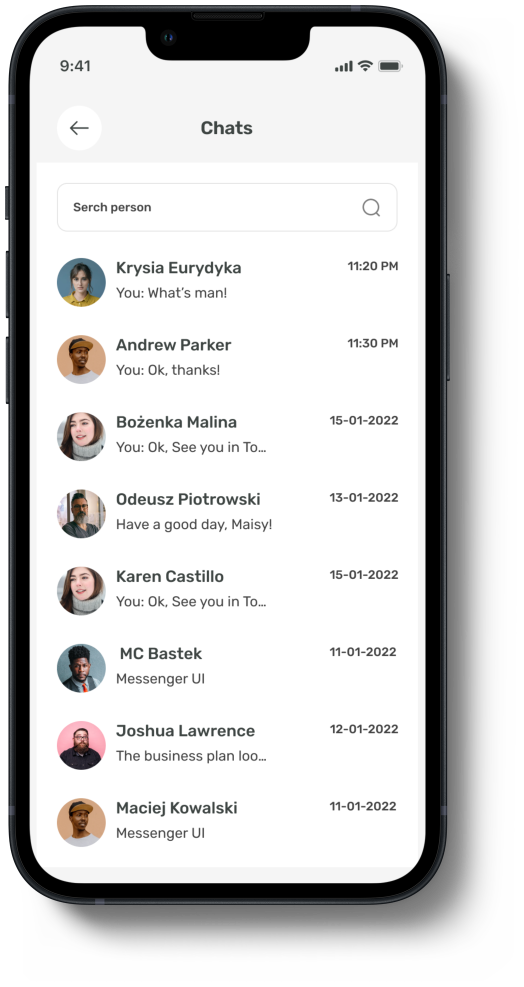 9:41
Chats
Serch person
Krysia Eurydyka 11:20 PM
You: What's man!
Andrew Parker 11:30 PM
You: Ok, thanks!
Bożenka Malina 15-01-2022
You: Ok, See you in To...
Odeusz Piotrowski 13-01-2022
Have a good day, Maisy!
Karen Castillo 15-01-2022
You: Ok, See you in To...
MC Bastek 11-01-2022
Messenger UI
Joshua Lawrence 12-01-2022
The business plan loo...
Maciej Kowalski 11-01-2022
Messenger UI